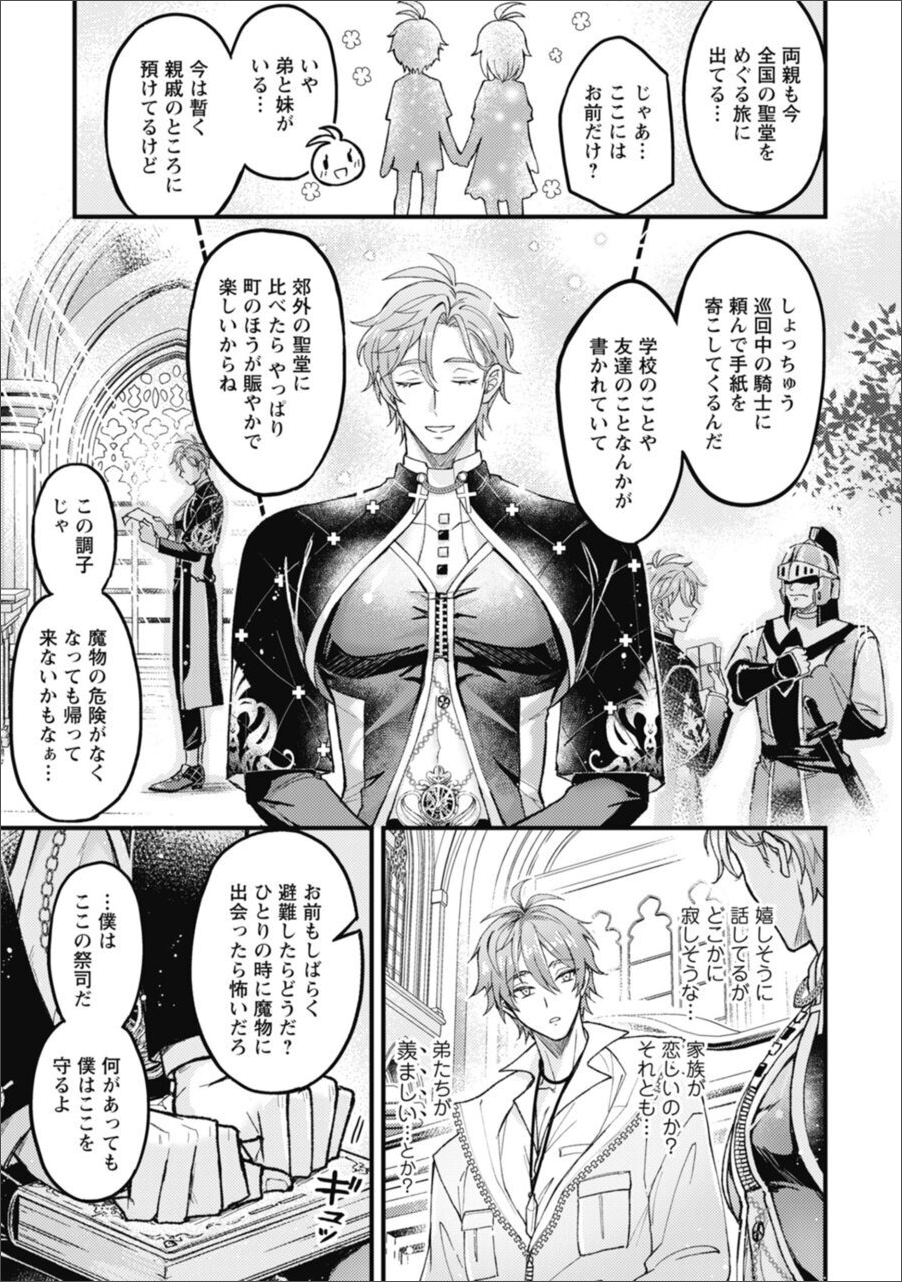 両親も今
全国の聖堂を
めぐる旅に
出てる…
じゃあ…
ここには
お前だけ?
いや
弟と妹が
いる…
今は暫く
親戚のところに
預けてるけど
しょっちゅう
巡回中の騎士に
頼んで手紙を
寄こしてくるんだ
学校のことや
友達のことなんかが
書かれていて
郊外の聖堂に
比べたら やっぱり
町のほうが賑やかで
楽しいからね
この調子
じゃ
魔物の危険がなく
なっても帰って
来ないかもなぁ…
嬉しそうに
話してるが
どこかに
寂しそうな…
家族が
恋しいのか?
それとも…
弟たちが
羨ましい…とか?
お前もしばらく
避難したらどうだ?
ひとりの時に魔物に
出会ったら怖いだろ
…僕は
ここの祭司だ
何があっても
僕はここを
守るよ
ギュッ